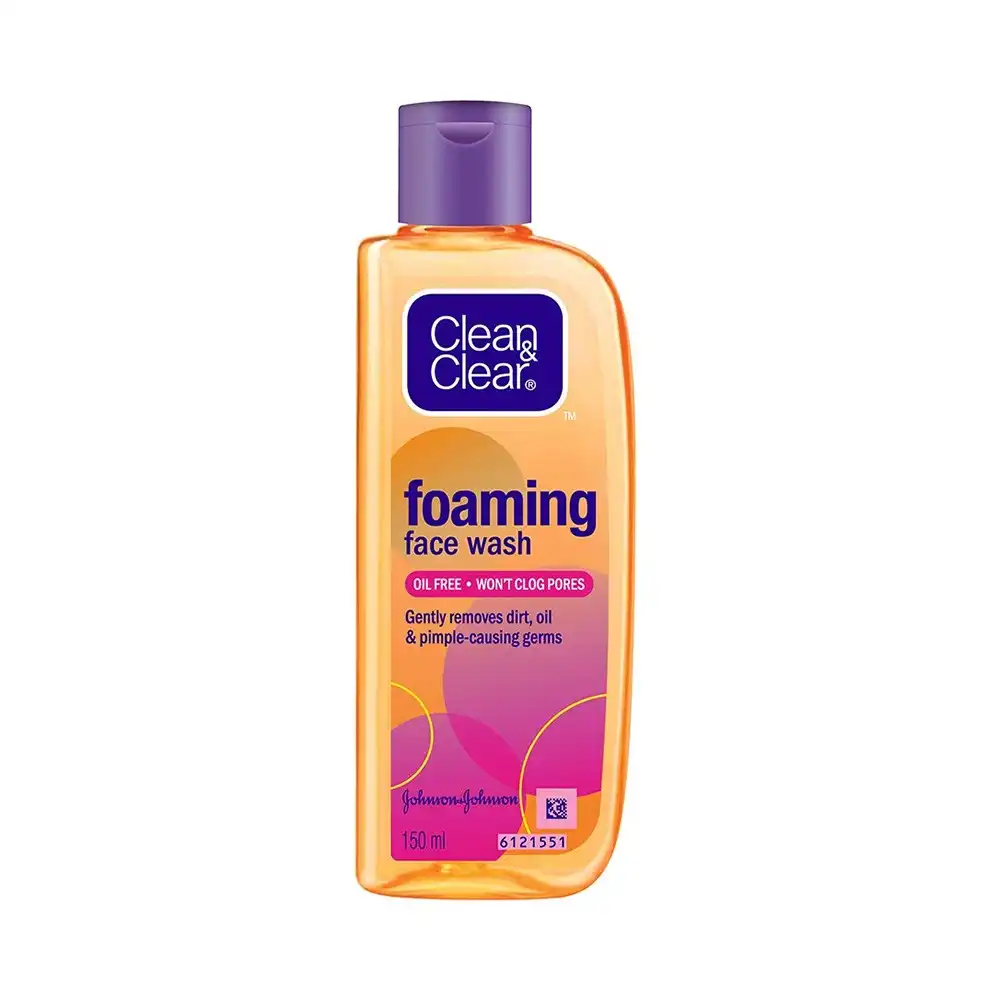 Clean
&
Clear®
TM
foaming
face wash
OIL FREE • WON'T CLOG PORES
Gently removes dirt, oil
& pimple-causing germs
Johnson & Johnson
150 ml
6121551